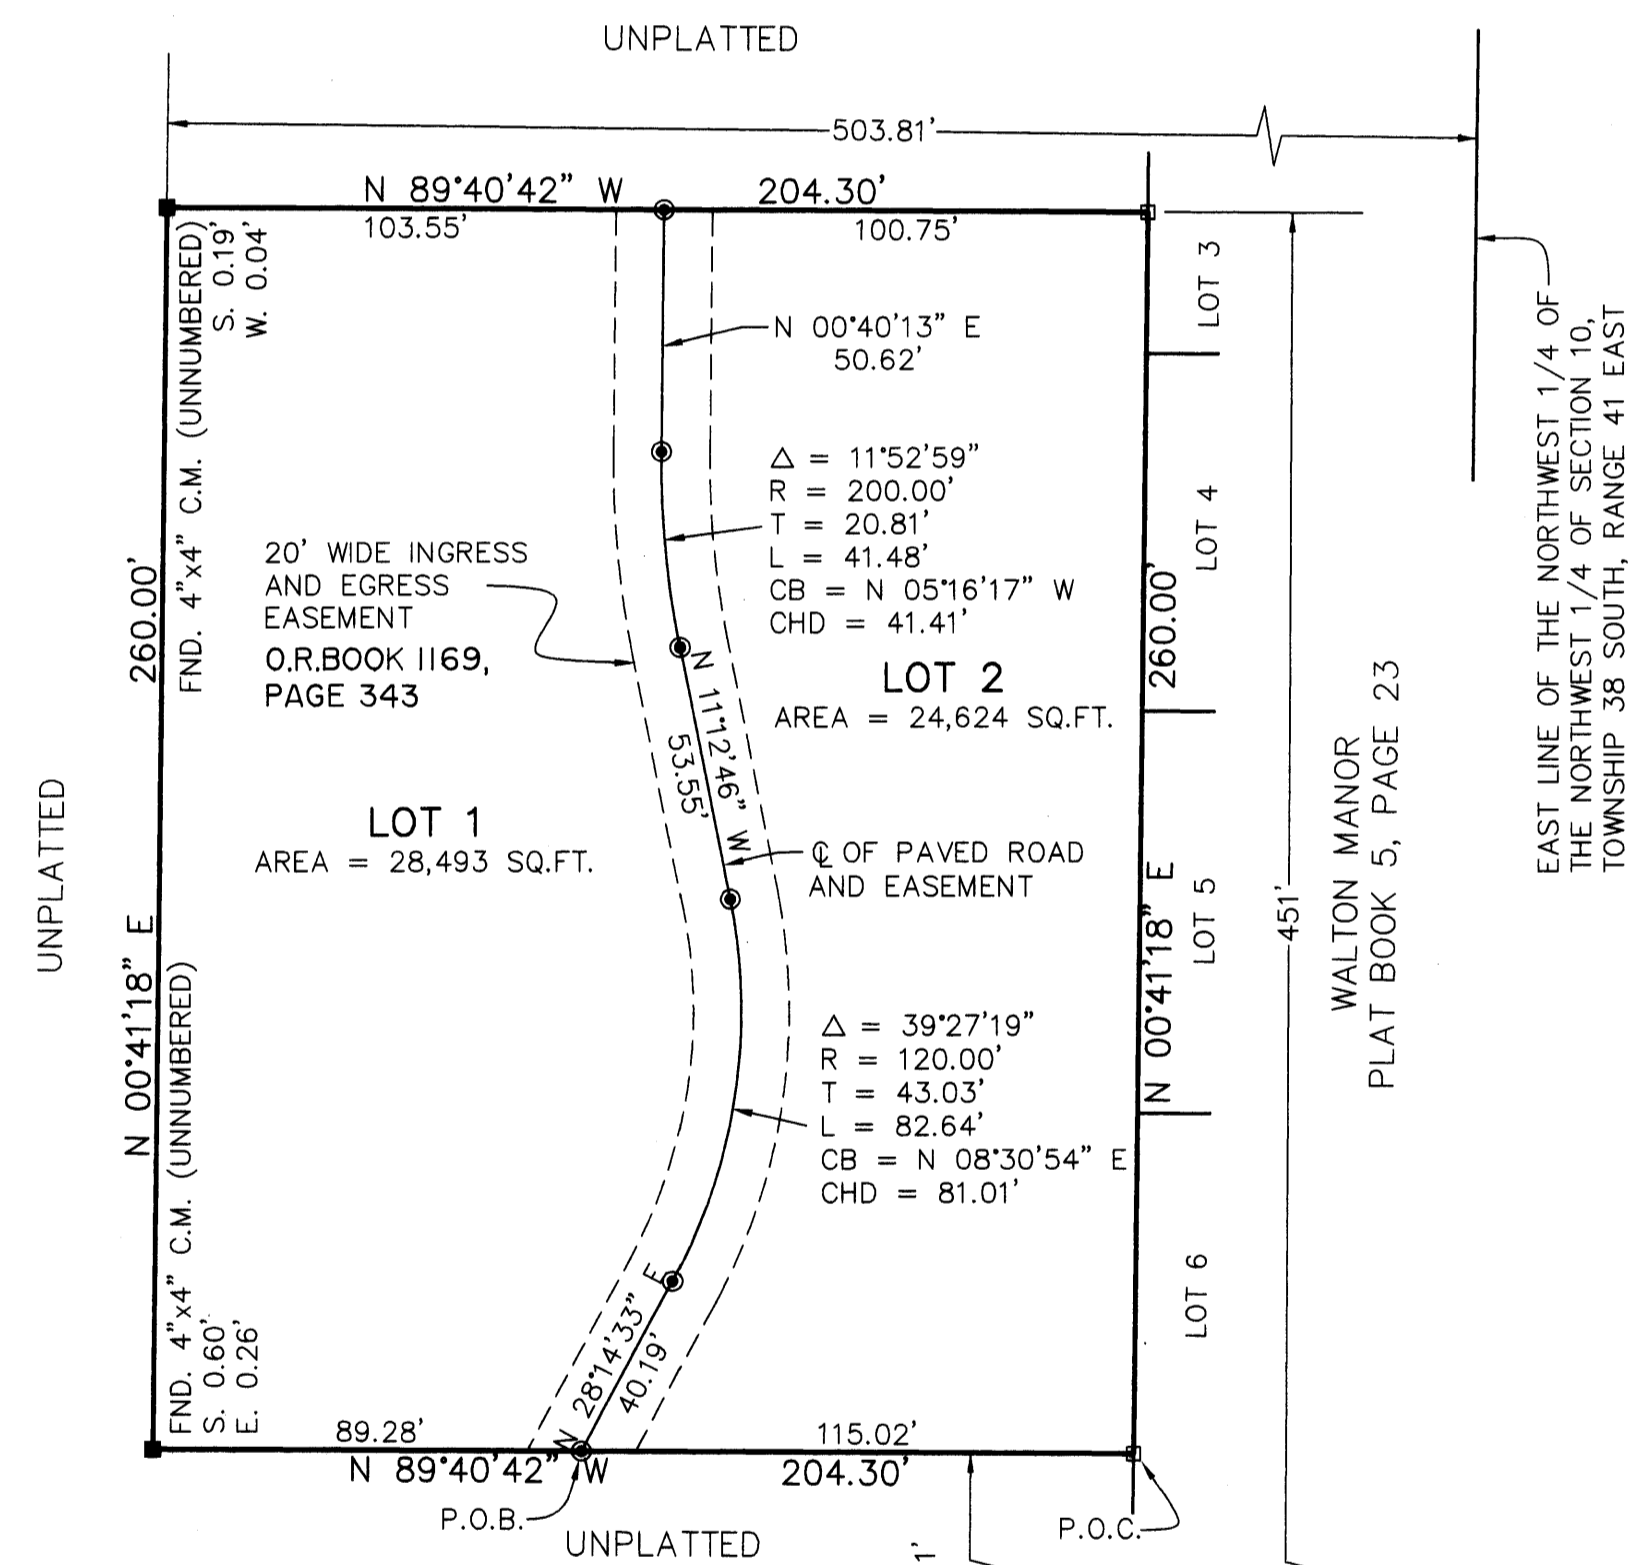 UNPLATTED
503.81'
N 89°40'42" W 204.30'
103.55' 100.75'
FND. 4"x4" C.M. (UNNUMBERED)
S. 0.19'
W. 0.04'
N 00°40'13" E
50.62'
LOT 3
Δ = 11°52'59"
R = 200.00'
T = 20.81'
L = 41.48'
CB = N 05°16'17" W
CHD = 41.41'
LOT 4
20' WIDE INGRESS
AND EGRESS
EASEMENT
O.R.BOOK 1169,
PAGE 343
260.00'
N 00°41'18" E
LOT 2
AREA = 24,624 SQ.FT.
260.00'
N 00°41'18" E
N 11°12'46" W
53.55'
LOT 1
AREA = 28,493 SQ.FT.
℄ OF PAVED ROAD
AND EASEMENT
LOT 5
451'
WALTON MANOR
PLAT BOOK 5, PAGE 23
EAST LINE OF THE NORTHWEST 1/4 OF
THE NORTHWEST 1/4 OF SECTION 10,
TOWNSHIP 38 SOUTH, RANGE 41 EAST
UNPLATTED
Δ = 39°27'19"
R = 120.00'
T = 43.03'
L = 82.64'
CB = N 08°30'54" E
CHD = 81.01'
LOT 6
FND. 4"x4" C.M. (UNNUMBERED)
S. 0.60'
E. 0.26'
N 28°14'33" E
40.19'
89.28' 115.02'
N 89°40'42" W 204.30'
P.O.B.
P.O.C.
UNPLATTED
1'